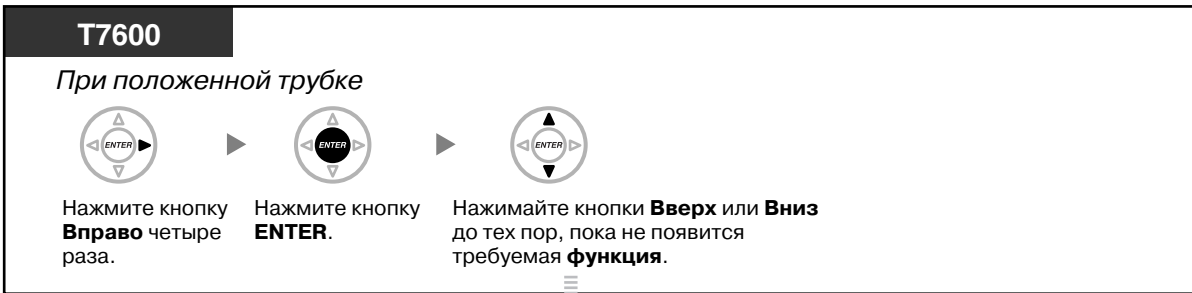 T7600
При положенной трубке
ENTER
ENTER
ENTER
Нажмите кнопку
Вправо четыре
раза.
Нажмите кнопку
ENTER.
Нажимайте кнопки Вверх или Вниз
до тех пор, пока не появится
требуемая функция.